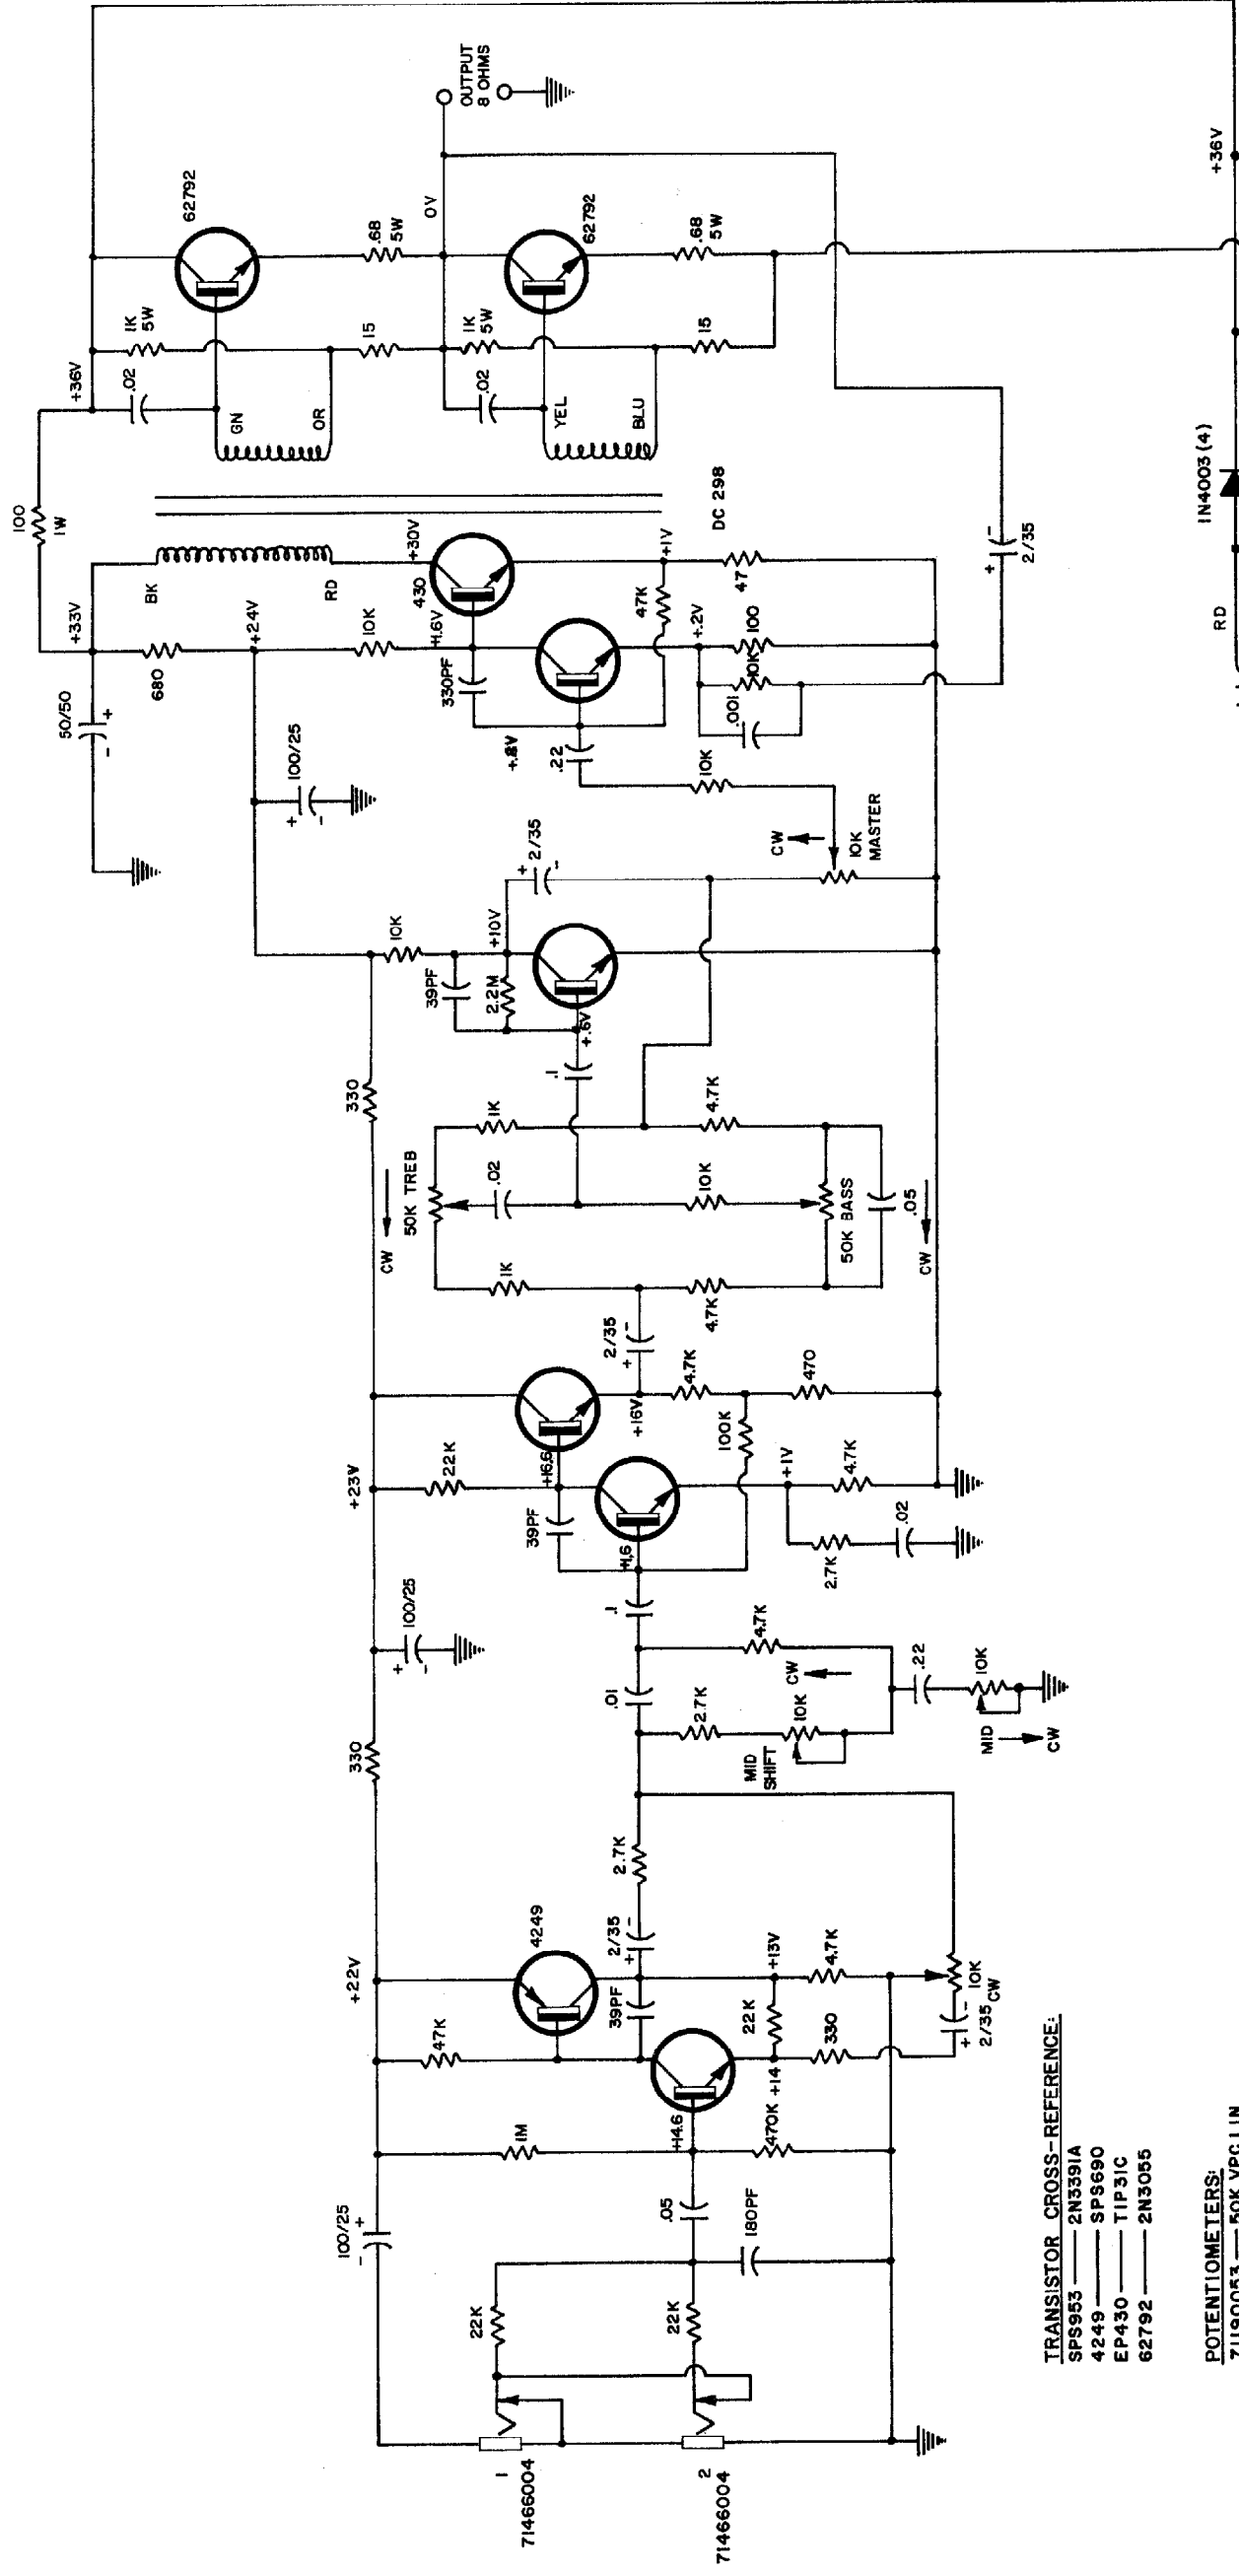 71466004
1
71466004
2
22K
22K
180PF
.05
100/25
-
+
1M
470K
+14.6
47K
+22V
4249
39PF
2/35
+
-
+14
22K
+13V
330
4.7K
2/35
+
-
10K
CW
2.7K
330
100/25
+
-
MID
SHIFT
2.7K
10K
CW
.01
4.7K
.22
10K
MID
CW
.1
+23V
22K
39PF
+16.6
+1.6
+16V
2/35
+
-
4.7K
100K
470
+1V
4.7K
2.7K
.02
CW
50K TREB
1K
1K
.02
10K
4.7K
4.7K
50K BASS
.05
CW
330
.1
10K
39PF
2.2M
+10V
+.6V
2/35
+
-
CW
10K
MASTER
10K
.22
100/25
+
-
50/50
-
+
+33V
680
+24V
10K
330PF
+1.6V
+.8V
+.2V
100
10K
.001
47K
+1V
47
430
+30V
BK
RD
DC 298
100
1W
+36V
.02
1K
5W
GN
OR
15
62792
.68
5W
0V
.02
1K
5W
YEL
BLU
15
62792
.68
5W
OUTPUT
8 OHMS
2/35
+
-
+36V
1N4003 (4)
RD
TRANSISTOR CROSS-REFERENCE:
SPS953 — 2N3391A
4249 — SPS690
EP430 — TIP31C
62792 — 2N3055
POTENTIOMETERS: